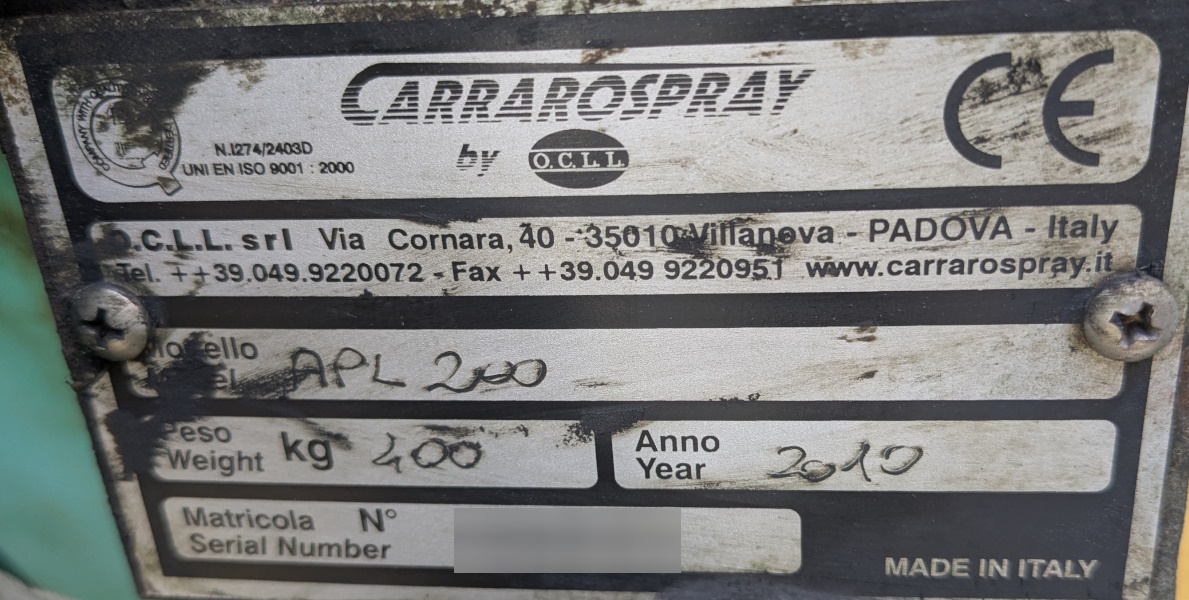 CARRAROSPRAY
by O.C.L.L.
N.I274/2403D
UNI EN ISO 9001 : 2000
CE
O.C.L.L. srl Via Cornara, 40 - 35010 Villanova - PADOVA - Italy
Tel. ++39.049.9220072 - Fax ++39.049 9220951 www.carrarospray.it
Modello
Model APL 200
Peso
Weight kg 400
Anno
Year 2010
Matricola N°
Serial Number
MADE IN ITALY